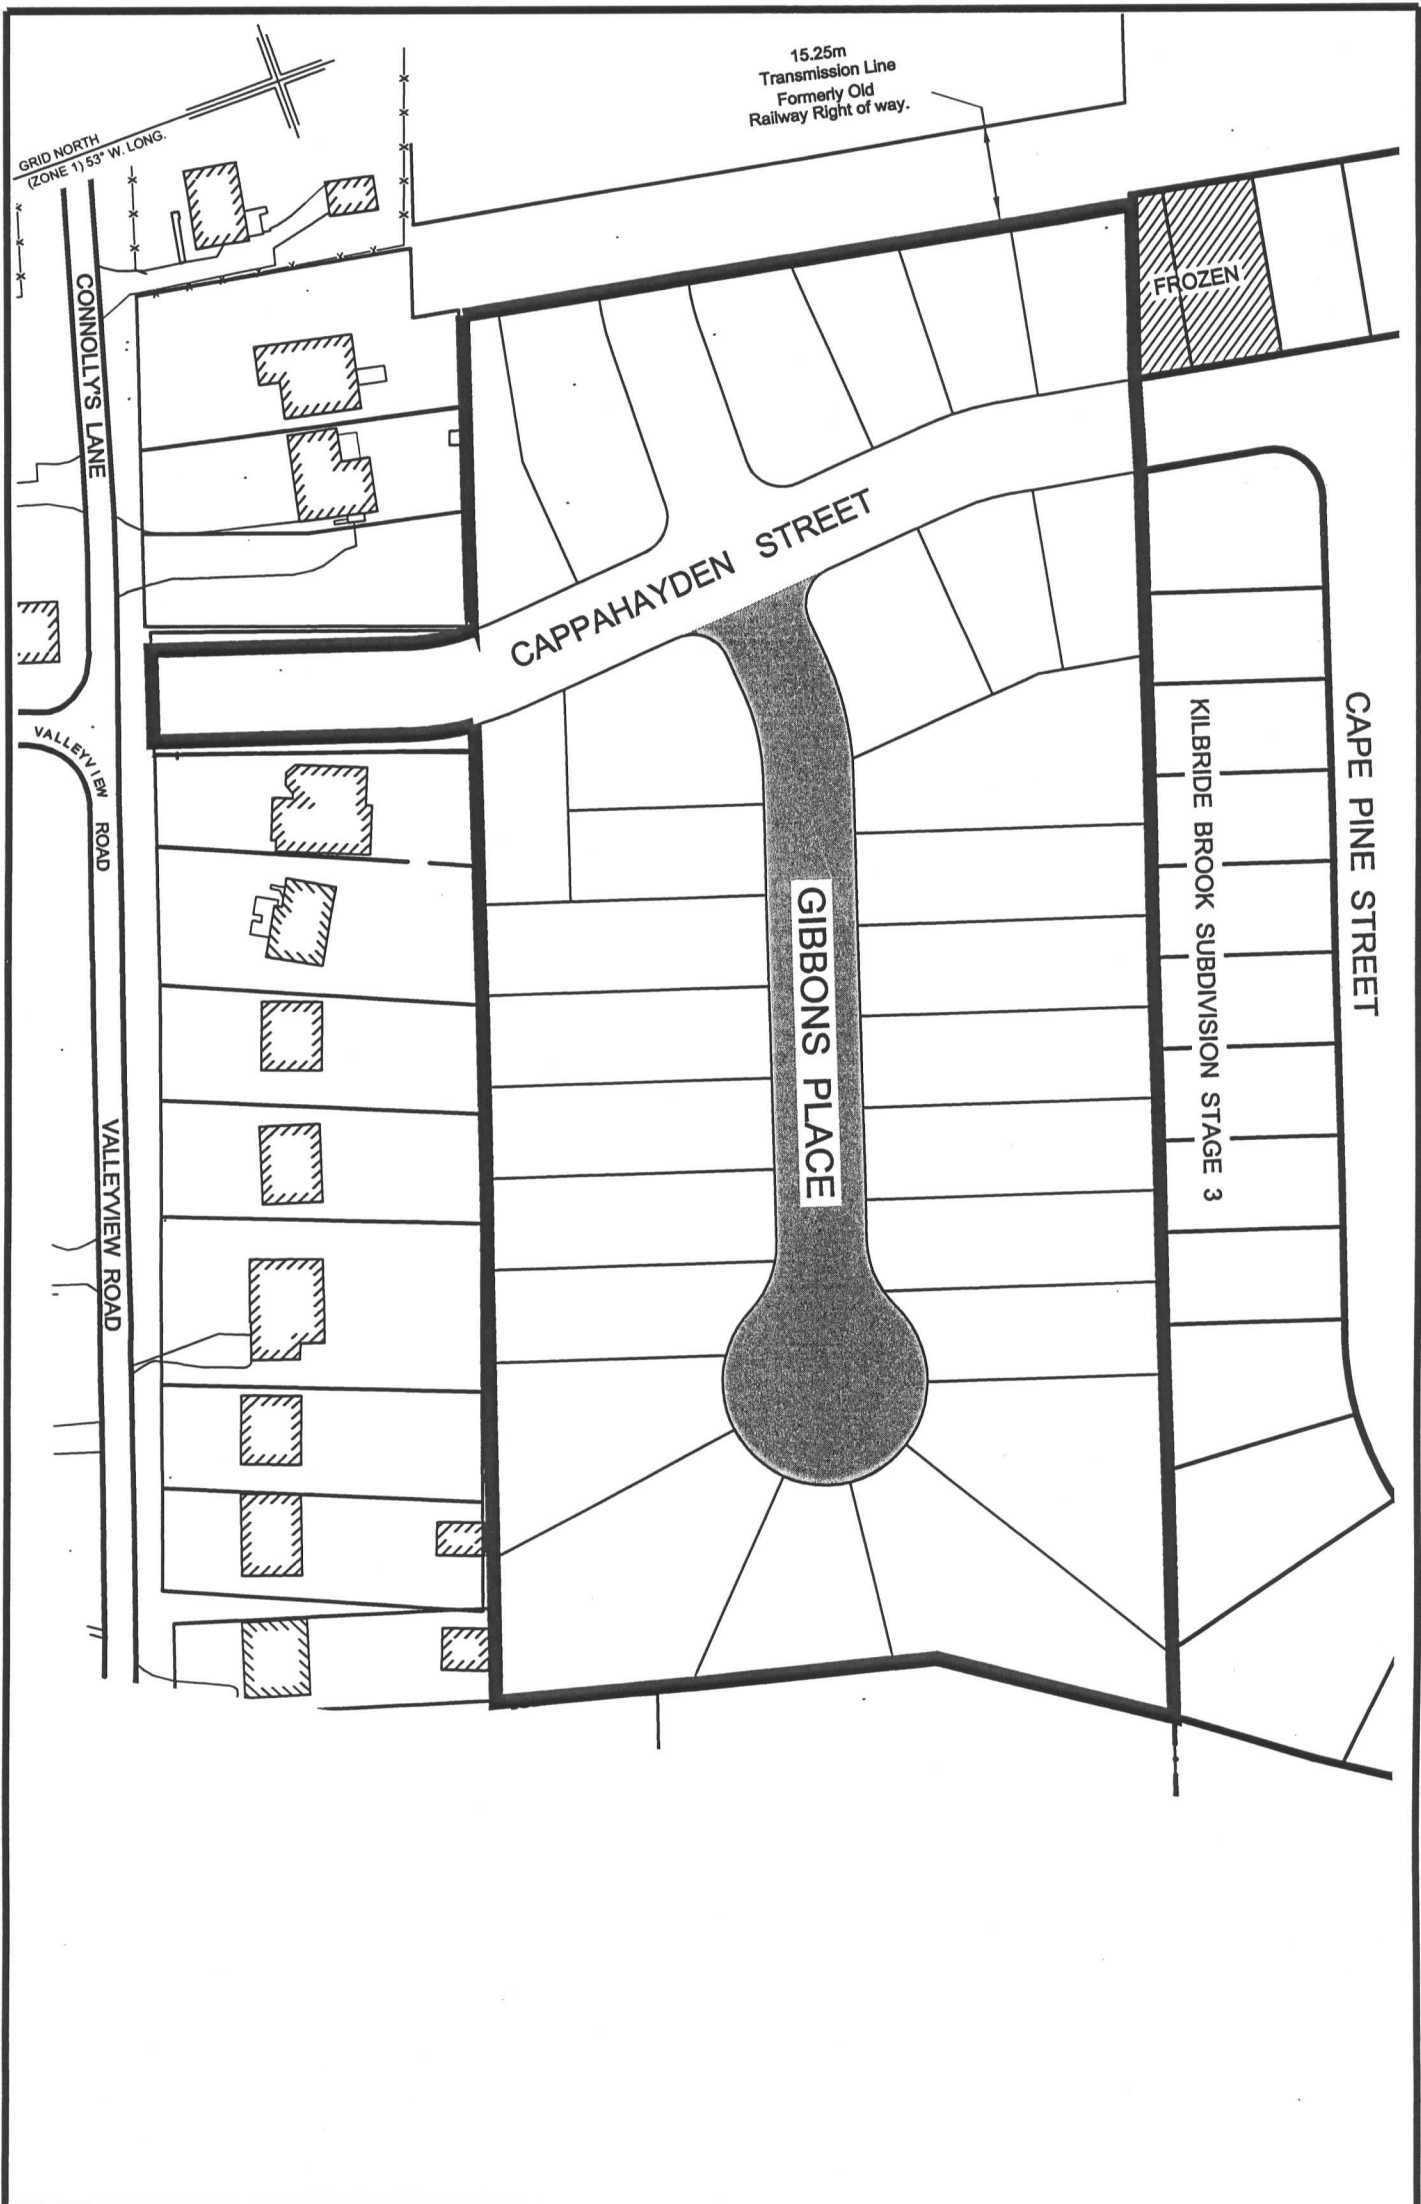 15.25m
Transmission Line
Formerly Old
Railway Right of way.
GRID NORTH
(ZONE 1) 53° W. LONG.
FROZEN
CONNOLLY'S LANE
CAPPAHAYDEN STREET
VALLEYVIEW ROAD
GIBBONS PLACE
KILBRIDE BROOK SUBDIVISION STAGE 3
CAPE PINE STREET
VALLEYVIEW ROAD